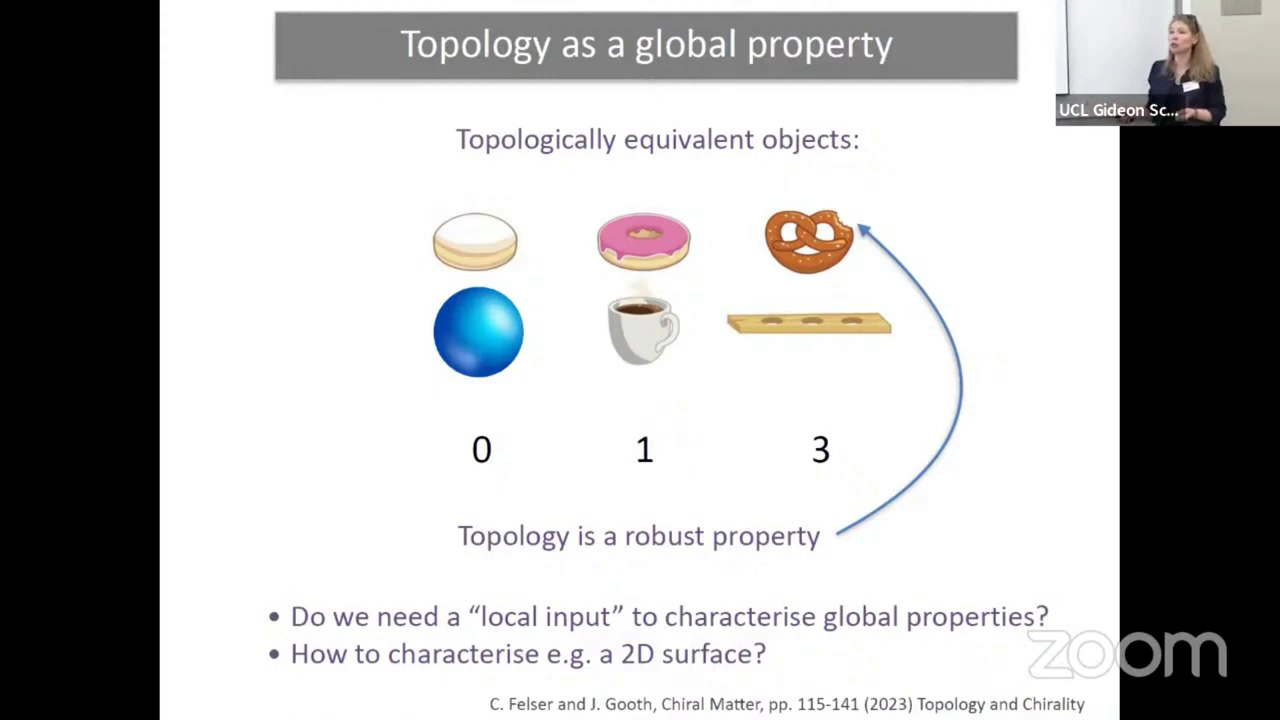 Topology as a global property
UCL Gideon Sc...
Topologically equivalent objects:
0 1 3
Topology is a robust property
• Do we need a “local input” to characterise global properties?
• How to characterise e.g. a 2D surface?
zoom
C. Felser and J. Gooth, Chiral Matter, pp. 115-141 (2023) Topology and Chirality